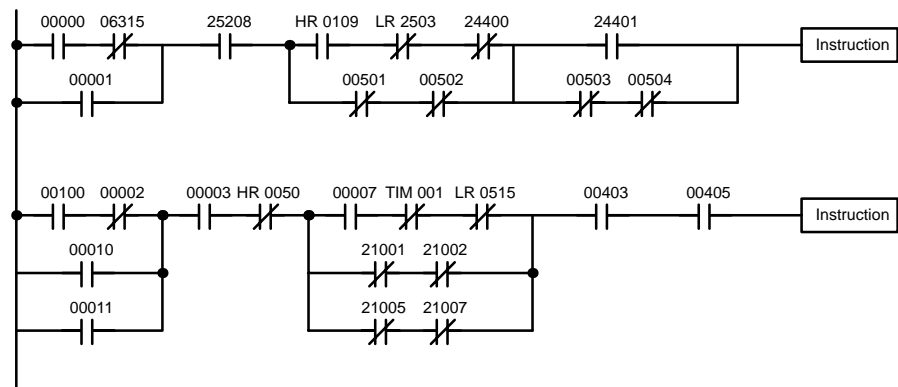 00000 06315 25208 HR 0109 LR 2503 24400 24401
Instruction
00001 00501 00502 00503 00504
00100 00002 00003 HR 0050 00007 TIM 001 LR 0515 00403 00405
Instruction
00010 21001 21002
00011 21005 21007